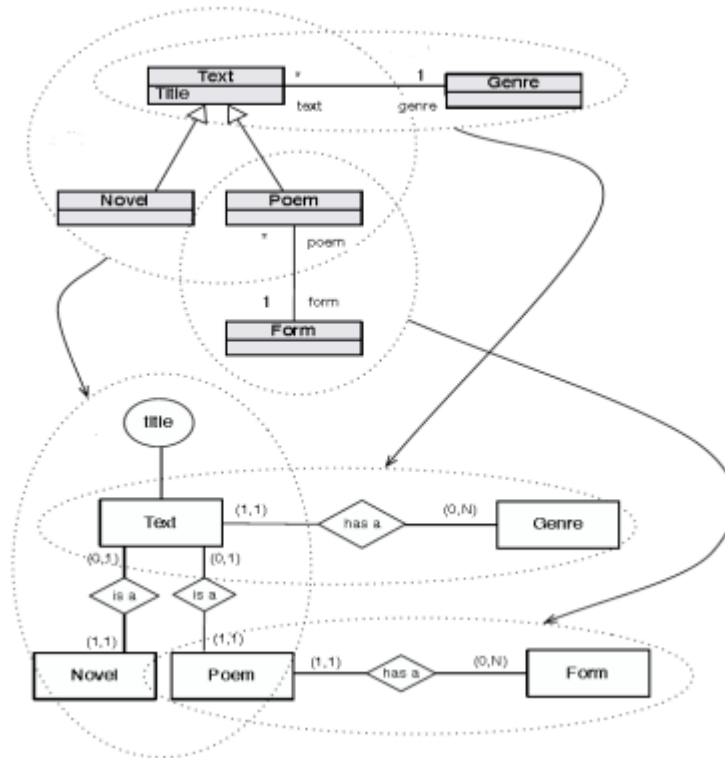 Text * 1 Genre
Title
text genre
Novel Poem
* poem
1 form
Form
title
Text (1,1) has a (0,N) Genre
(0,1) (0,1)
is a is a
(1,1) (1,1)
Novel Poem (1,1) has a (0,N) Form